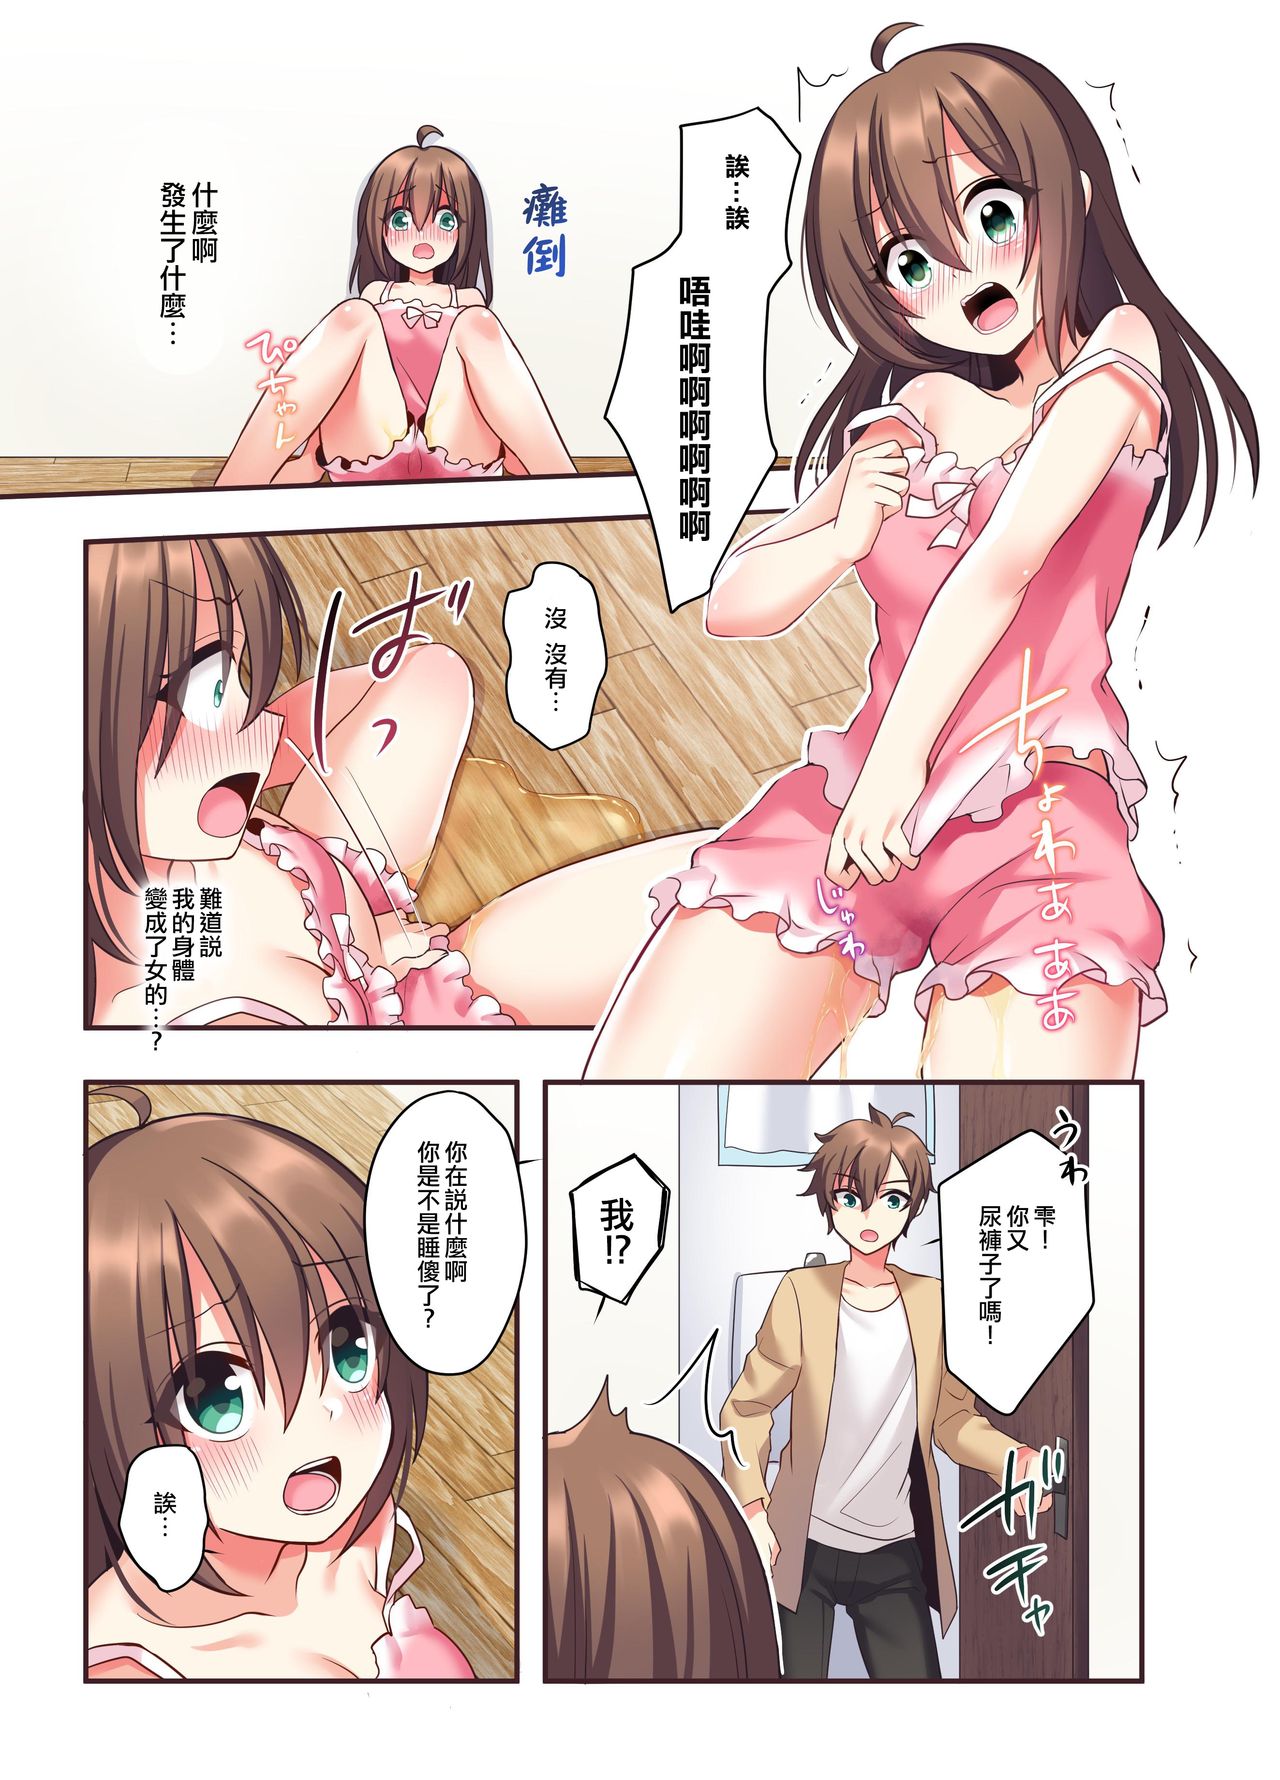 誒…誒
唔哇啊啊啊啊啊啊
ちょわぁぁぁぁ
じゅわ
癱倒
什麼啊
發生了什麼…
ぴちゃん
沒 沒有…
ばっ
難道說
我的身體
變成了女的…?
うわ
雫!
你又
尿褲子了嗎!
ガチャ
我!?
你在說什麼啊
你是不是睡傻了?
誒…